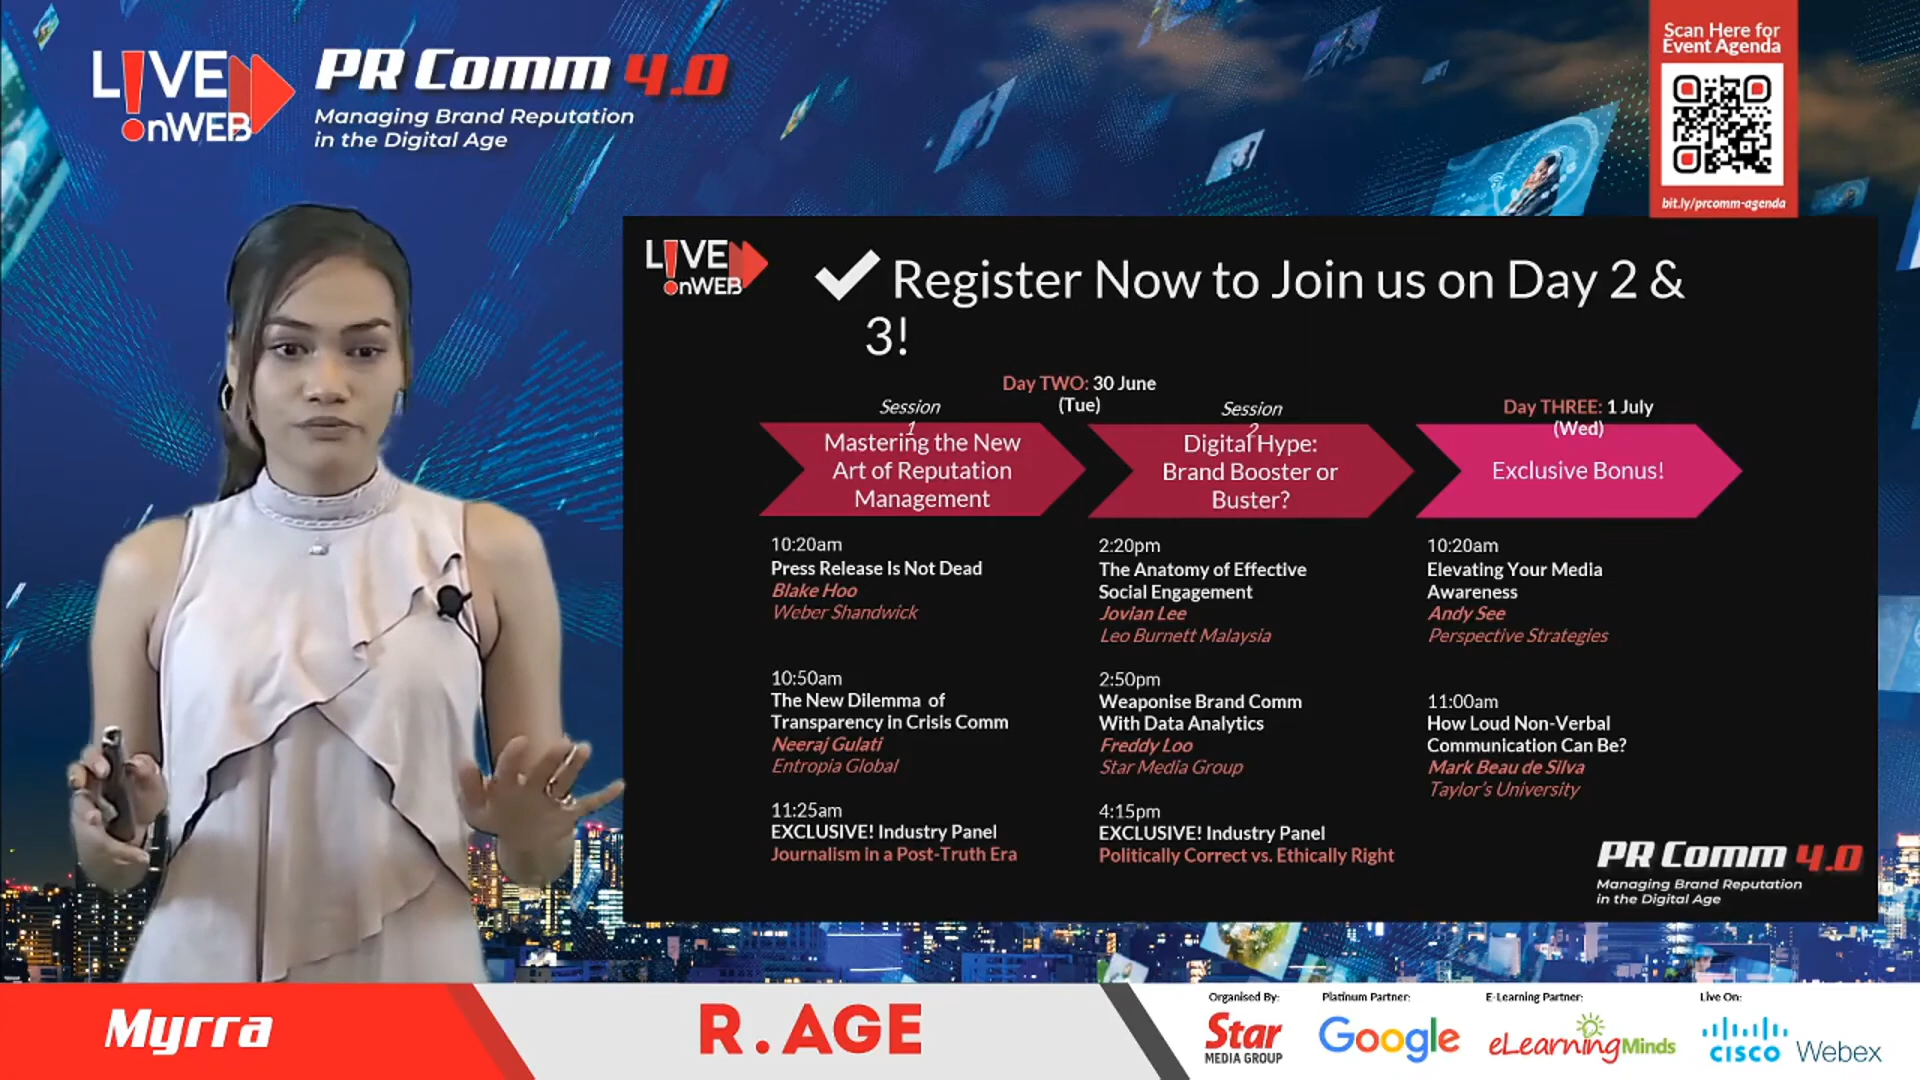 L!VE
OnWEB
PR Comm 4.0
Managing Brand Reputation
in the Digital Age
Scan Here for
Event Agenda
bit.ly/prcomm-agenda
L!VE
OnWEB
Register Now to Join us on Day 2 &
3!
Day TWO: 30 June
(Tue)
Session
1
Mastering the New
Art of Reputation
Management
10:20am
Press Release Is Not Dead
Blake Hoo
Weber Shandwick
10:50am
The New Dilemma of
Transparency in Crisis Comm
Neeraj Gulati
Entropia Global
11:25am
EXCLUSIVE! Industry Panel
Journalism in a Post-Truth Era
Session
2
Digital Hype:
Brand Booster or
Buster?
2:20pm
The Anatomy of Effective
Social Engagement
Jovian Lee
Leo Burnett Malaysia
2:50pm
Weaponise Brand Comm
With Data Analytics
Freddy Loo
Star Media Group
4:15pm
EXCLUSIVE! Industry Panel
Politically Correct vs. Ethically Right
Day THREE: 1 July
(Wed)
Exclusive Bonus!
10:20am
Elevating Your Media
Awareness
Andy See
Perspective Strategies
11:00am
How Loud Non-Verbal
Communication Can Be?
Mark Beau de Silva
Taylor's University
PR Comm 4.0
Managing Brand Reputation
in the Digital Age
Myrra
R.AGE
Organised By:
Star
MEDIA GROUP
Platinum Partner:
Google
E-Learning Partner:
eLearningMinds
Live On:
CISCO Webex